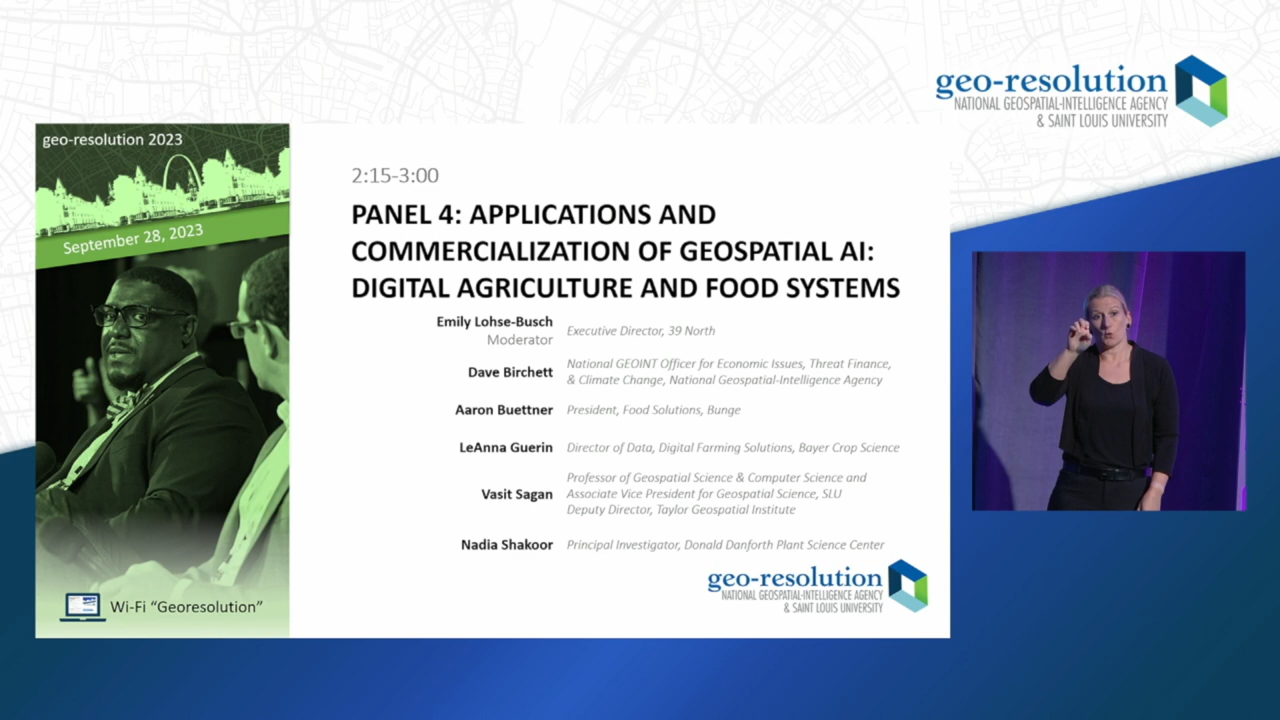 geo-resolution
NATIONAL GEOSPATIAL-INTELLIGENCE AGENCY
& SAINT LOUIS UNIVERSITY
geo-resolution 2023
September 28, 2023
Wi-Fi “Georesolution”
2:15-3:00
PANEL 4: APPLICATIONS AND
COMMERCIALIZATION OF GEOSPATIAL AI:
DIGITAL AGRICULTURE AND FOOD SYSTEMS
Emily Lohse-Busch
Moderator
Executive Director, 39 North
Dave Birchett
National GEOINT Officer for Economic Issues, Threat Finance,
& Climate Change, National Geospatial-Intelligence Agency
Aaron Buettner
President, Food Solutions, Bunge
LeAnna Guerin
Director of Data, Digital Farming Solutions, Bayer Crop Science
Vasit Sagan
Professor of Geospatial Science & Computer Science and
Associate Vice President for Geospatial Science, SLU
Deputy Director, Taylor Geospatial Institute
Nadia Shakoor
Principal Investigator, Donald Danforth Plant Science Center
geo-resolution
NATIONAL GEOSPATIAL-INTELLIGENCE AGENCY
& SAINT LOUIS UNIVERSITY